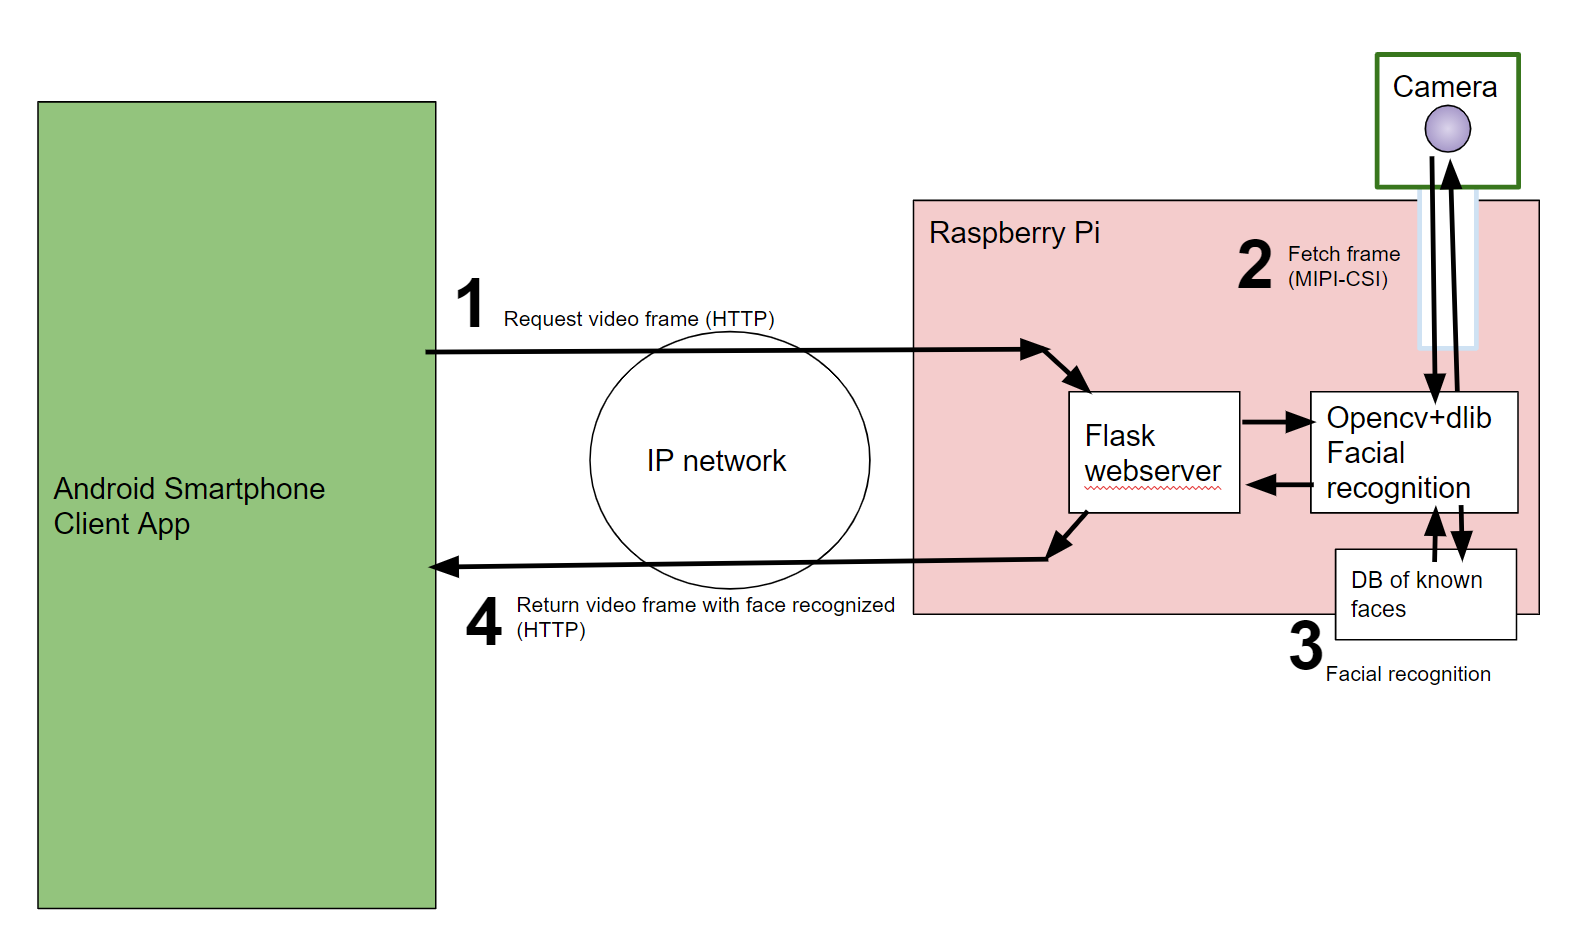 Camera
Raspberry Pi
2
Fetch frame
(MIPI-CSI)
1
Request video frame (HTTP)
Android Smartphone
Client App
IP network
Flask
webserver
Opencv+dlib
Facial
recognition
DB of known
faces
4
Return video frame with face recognized
(HTTP)
3
Facial recognition